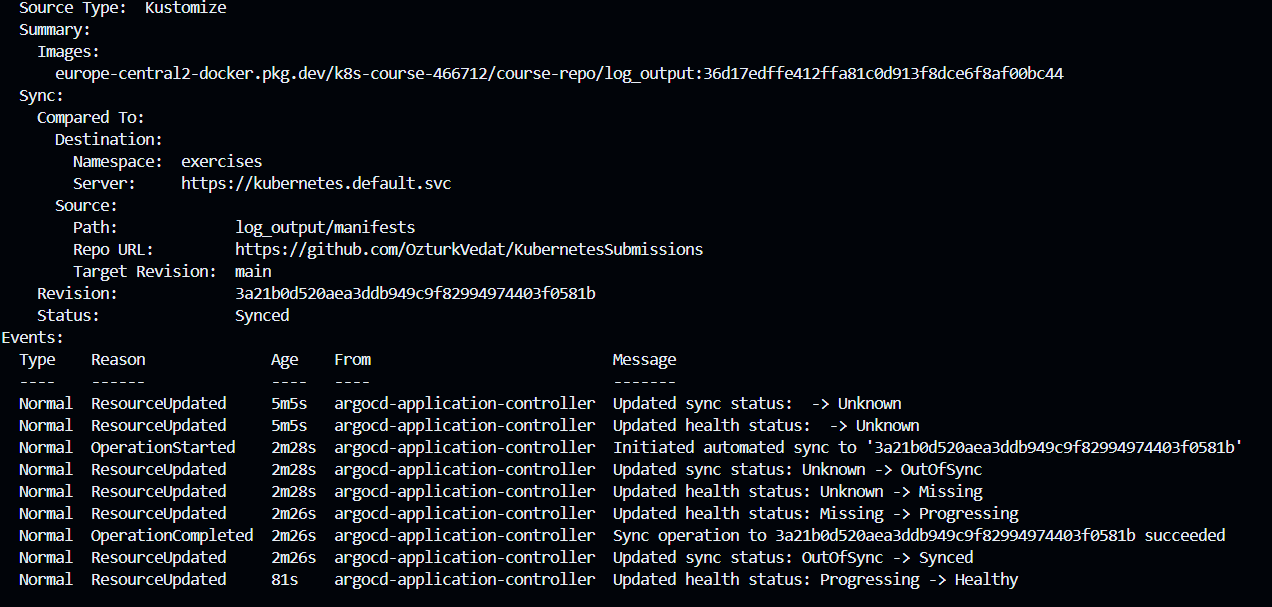 Source Type:  Kustomize
Summary:
Images:
europe-central2-docker.pkg.dev/k8s-course-466712/course-repo/log_output:36d17edffe412ffa81c0d913f8dce6f8af00bc44
Sync:
Compared To:
Destination:
Namespace:  exercises
Server:     https://kubernetes.default.svc
Source:
Path:             log_output/manifests
Repo URL:         https://github.com/OzturkVedat/KubernetesSubmissions
Target Revision:  main
Revision:             3a21b0d520aea3ddb949c9f82994974403f0581b
Status:               Synced
Events:
Type    Reason              Age    From                           Message
----    ------              ----   ----                           -------
Normal  ResourceUpdated     5m5s   argocd-application-controller  Updated sync status:  -> Unknown
Normal  ResourceUpdated     5m5s   argocd-application-controller  Updated health status:  -> Unknown
Normal  OperationStarted    2m28s  argocd-application-controller  Initiated automated sync to '3a21b0d520aea3ddb949c9f82994974403f0581b'
Normal  ResourceUpdated     2m28s  argocd-application-controller  Updated sync status: Unknown -> OutOfSync
Normal  ResourceUpdated     2m28s  argocd-application-controller  Updated health status: Unknown -> Missing
Normal  ResourceUpdated     2m26s  argocd-application-controller  Updated health status: Missing -> Progressing
Normal  OperationCompleted  2m26s  argocd-application-controller  Sync operation to 3a21b0d520aea3ddb949c9f82994974403f0581b succeeded
Normal  ResourceUpdated     2m26s  argocd-application-controller  Updated sync status: OutOfSync -> Synced
Normal  ResourceUpdated     81s    argocd-application-controller  Updated health status: Progressing -> Healthy